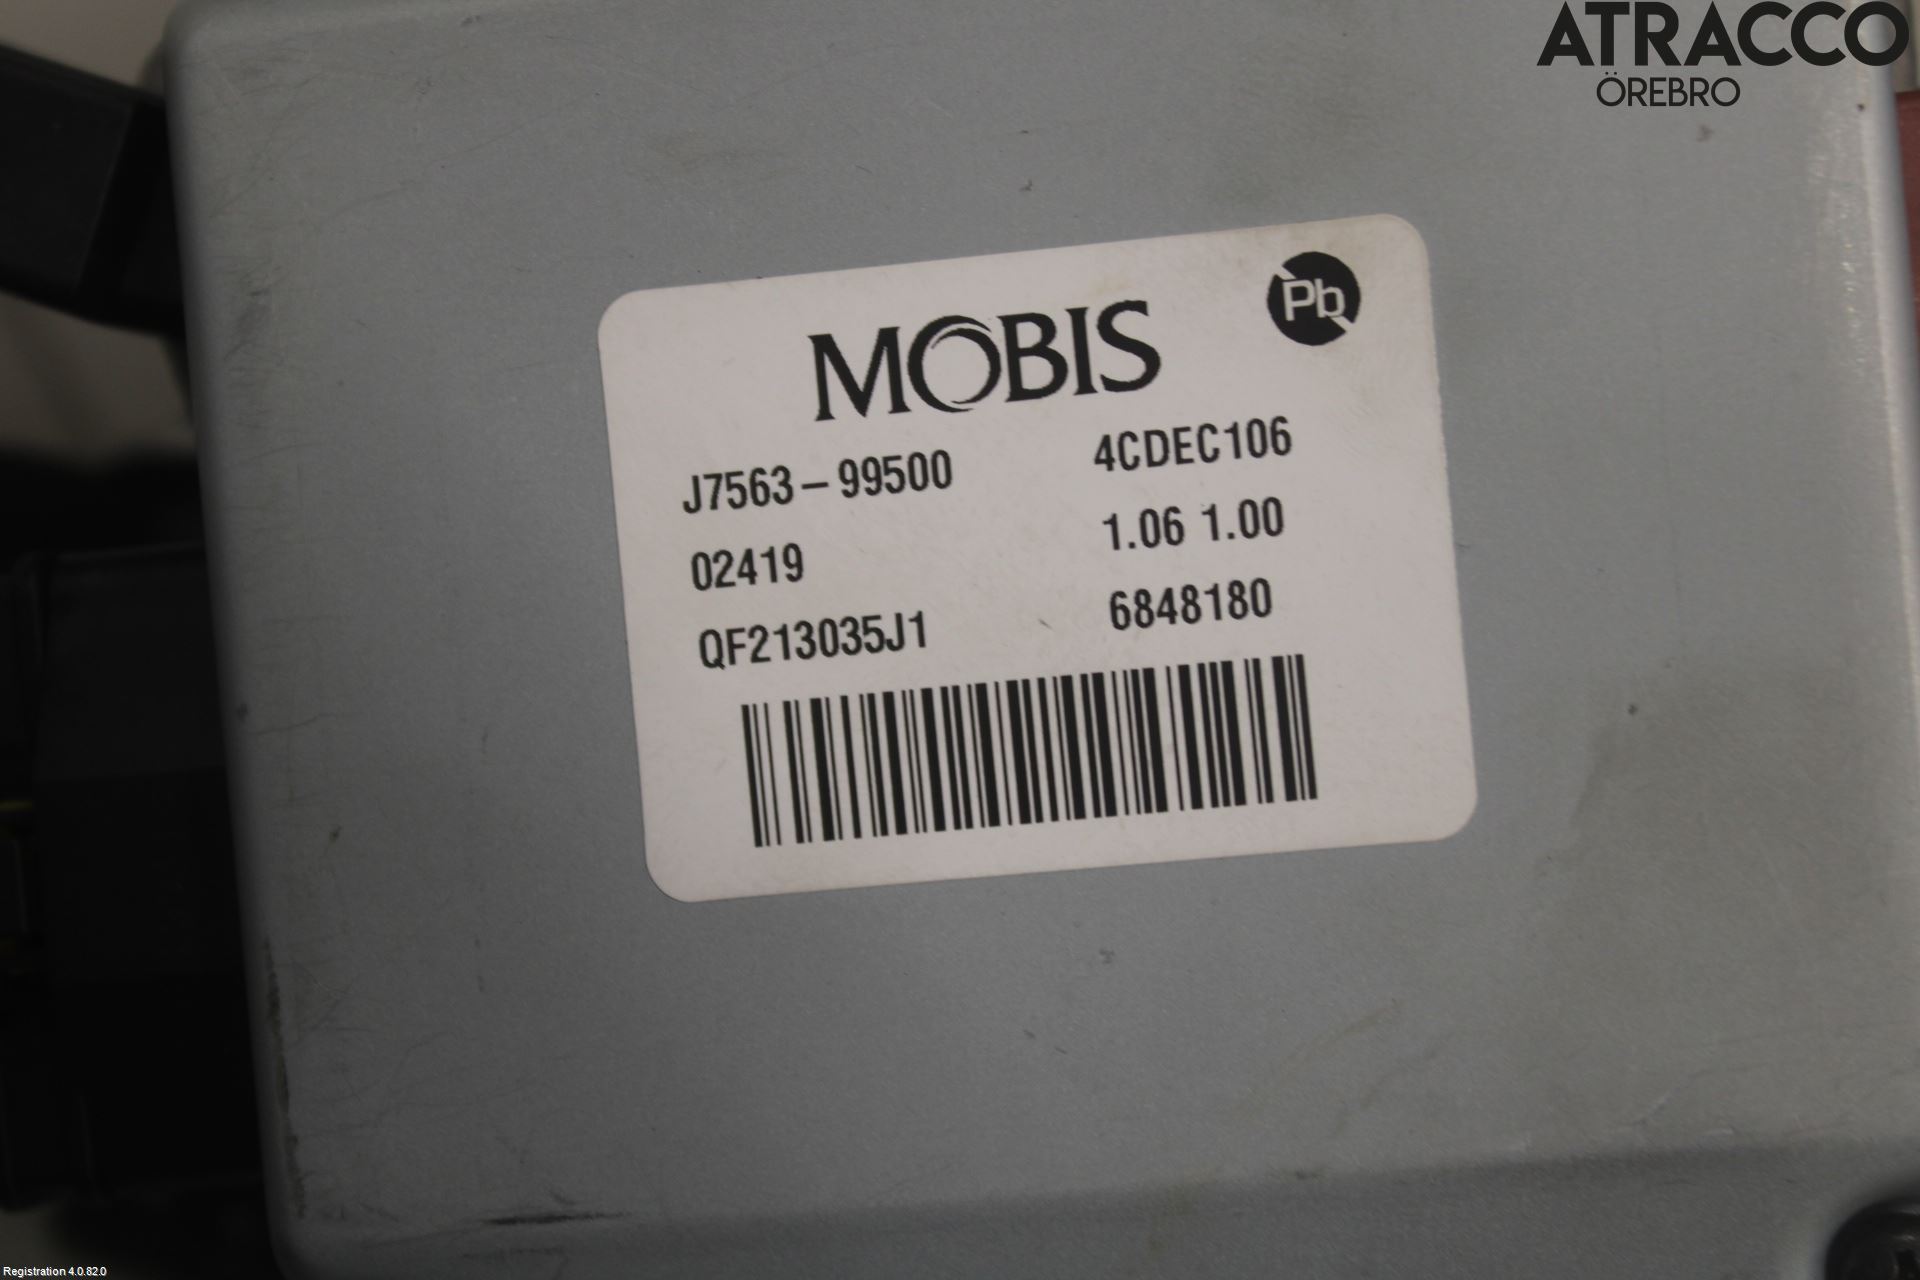 ATRACCO
ÖREBRO
Pb
MOBIS
J7563-99500 4CDEC106
02419 1.06 1.00
QF213035J1 6848180
Registration 4.0.82.0